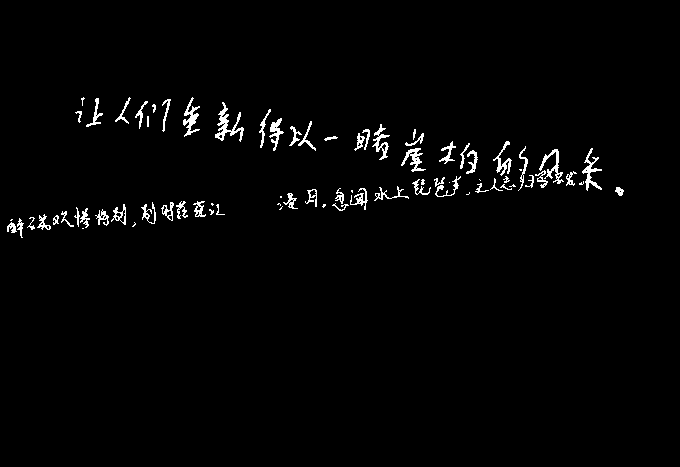 让人们重新得以一睹崖柏的风采。
醉不成欢惨将别,别时茫茫江浸月。忽闻水上琵琶声,主人忘归客不发